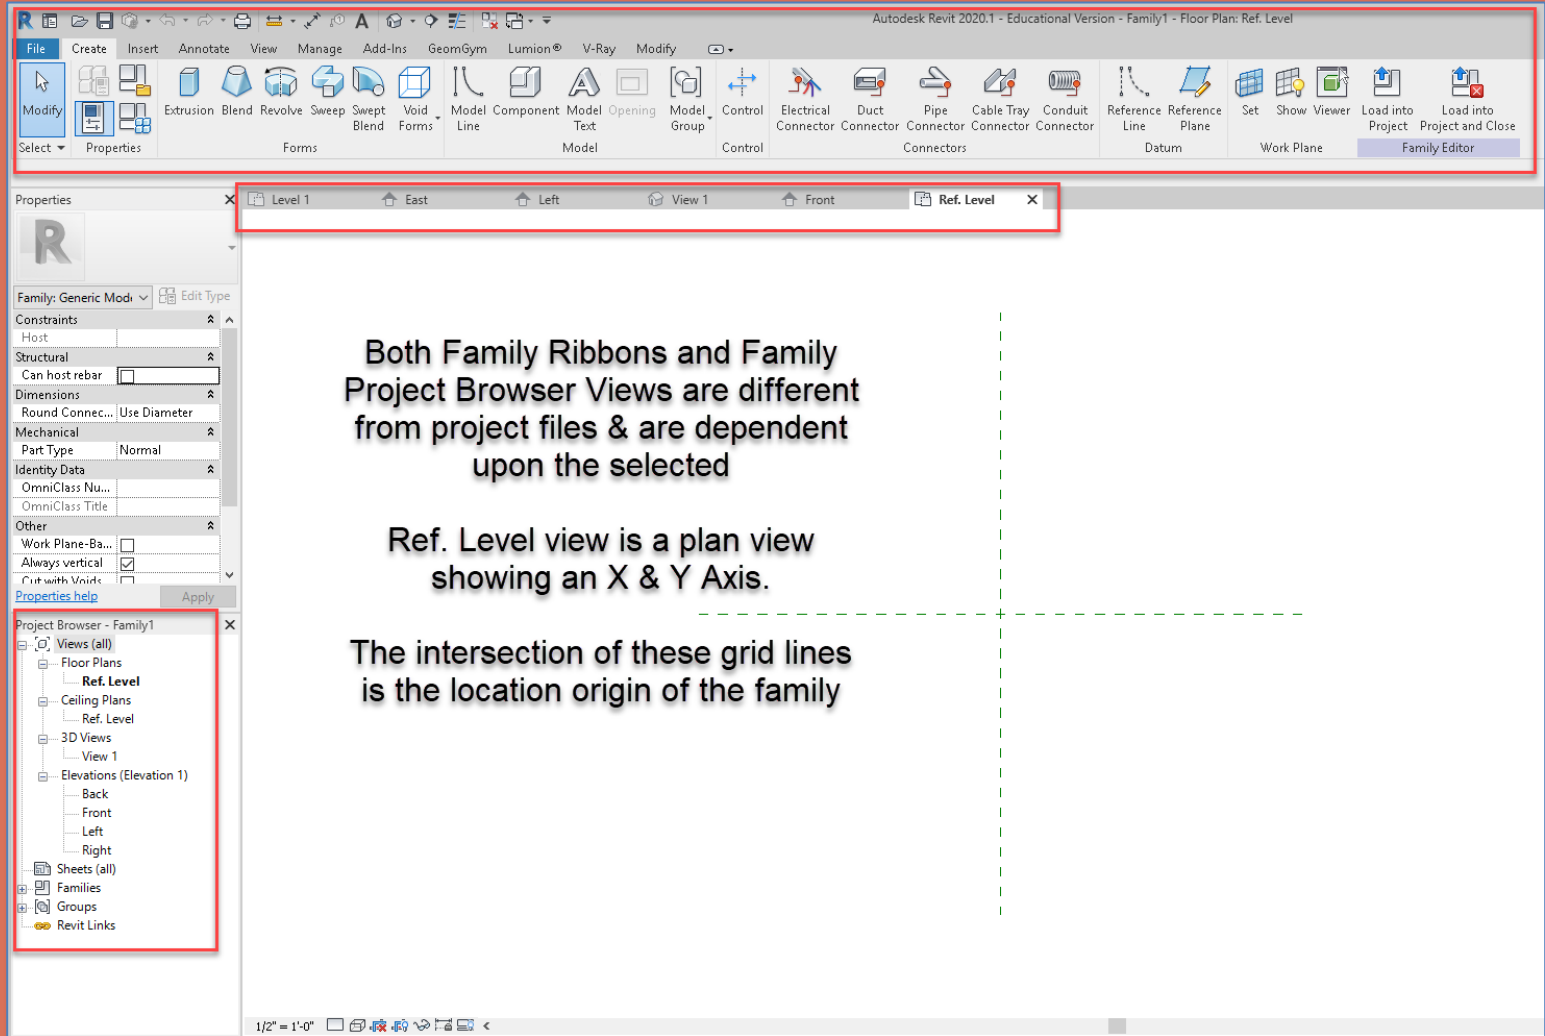 Autodesk Revit 2020.1 - Educational Version - Family1 - Floor Plan: Ref. Level
File Create Insert Annotate View Manage Add-Ins GeomGym Lumion® V-Ray Modify
Modify
Extrusion Blend Revolve Sweep Swept Blend Void Forms
Model Line Component Model Text Opening Model Group
Control
Electrical Connector Duct Connector Pipe Connector Cable Tray Connector Conduit Connector
Reference Line Reference Plane
Set Show Viewer
Load into Project Load into Project and Close
Select Properties Forms Model Control Connectors Datum Work Plane Family Editor
Level 1 East Left View 1 Front Ref. Level
Properties
R
Family: Generic Mod
Edit Type
Constraints
Host
Structural
Can host rebar
Dimensions
Round Connec... Use Diameter
Mechanical
Part Type Normal
Identity Data
OmniClass Nu...
OmniClass Title
Other
Work Plane-Ba...
Always vertical
Cut with Voids
Properties help Apply
Project Browser - Family1
Views (all)
Floor Plans
Ref. Level
Ceiling Plans
Ref. Level
3D Views
View 1
Elevations (Elevation 1)
Back
Front
Left
Right
Sheets (all)
Families
Groups
Revit Links
Both Family Ribbons and Family
Project Browser Views are different
from project files & are dependent
upon the selected
Ref. Level view is a plan view
showing an X & Y Axis.
The intersection of these grid lines
is the location origin of the family
1/2" = 1'-0"